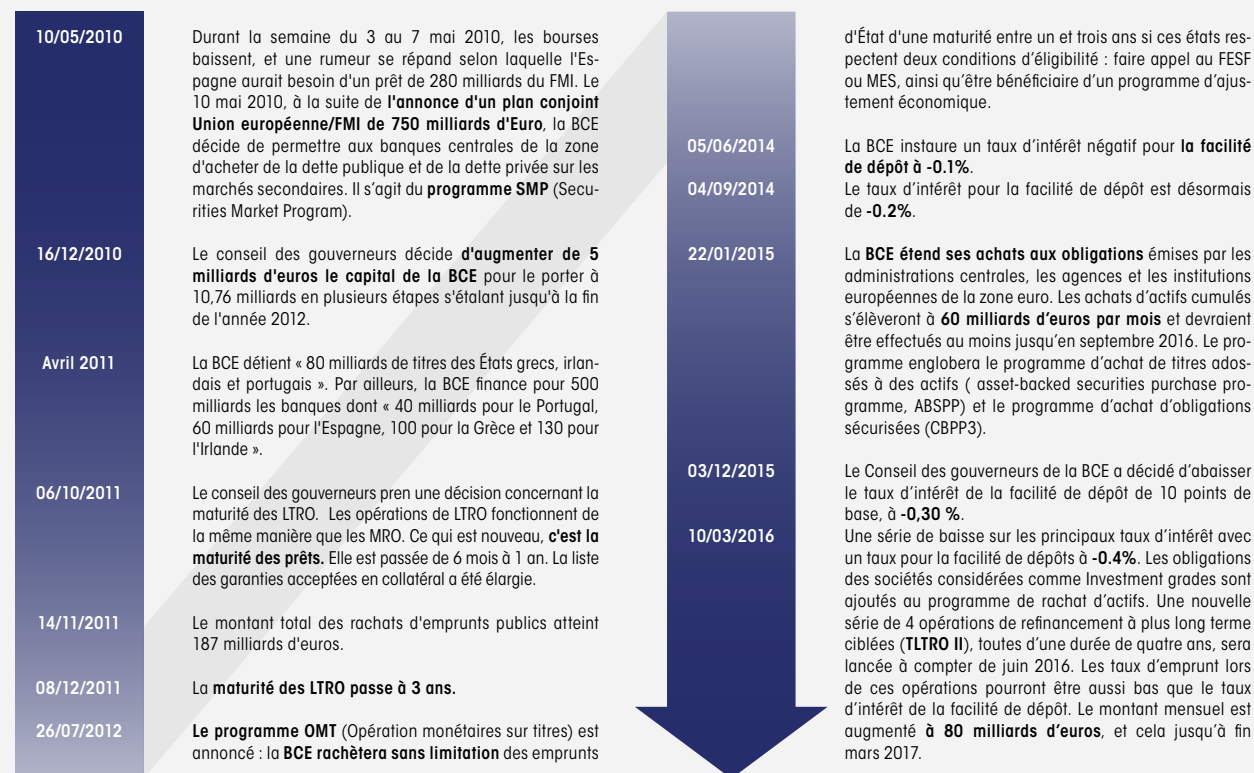 10/05/2010
Durant la semaine du 3 au 7 mai 2010, les bourses
baissent, et une rumeur se répand selon laquelle l'Es-
pagne aurait besoin d'un prêt de 280 milliards du FMI. Le
10 mai 2010, à la suite de l'annonce d'un plan conjoint
Union européenne/FMI de 750 milliards d'Euro, la BCE
décide de permettre aux banques centrales de la zone
d'acheter de la dette publique et de la dette privée sur les
marchés secondaires. Il s'agit du programme SMP (Secu-
rities Market Program).
16/12/2010
Le conseil des gouverneurs décide d'augmenter de 5
milliards d'euros le capital de la BCE pour le porter à
10,76 milliards en plusieurs étapes s'étalant jusqu'à la fin
de l'année 2012.
Avril 2011
La BCE détient « 80 milliards de titres des États grecs, irlan-
dais et portugais ». Par ailleurs, la BCE finance pour 500
milliards les banques dont « 40 milliards pour le Portugal,
60 milliards pour l'Espagne, 100 pour la Grèce et 130 pour
l'Irlande ».
06/10/2011
Le conseil des gouverneurs pren une décision concernant la
maturité des LTRO. Les opérations de LTRO fonctionnent de
la même manière que les MRO. Ce qui est nouveau, c'est la
maturité des prêts. Elle est passée de 6 mois à 1 an. La liste
des garanties acceptées en collatéral a été élargie.
14/11/2011
Le montant total des rachats d'emprunts publics atteint
187 milliards d'euros.
08/12/2011
La maturité des LTRO passe à 3 ans.
26/07/2012
Le programme OMT (Opération monétaires sur titres) est
annoncé : la BCE rachètera sans limitation des emprunts
d'État d'une maturité entre un et trois ans si ces états res-
pectent deux conditions d'éligibilité : faire appel au FESF
ou MES, ainsi qu'être bénéficiaire d'un programme d'ajus-
tement économique.
05/06/2014
La BCE instaure un taux d'intérêt négatif pour la facilité
de dépôt à -0.1%.
04/09/2014
Le taux d'intérêt pour la facilité de dépôt est désormais
de -0.2%.
22/01/2015
La BCE étend ses achats aux obligations émises par les
administrations centrales, les agences et les institutions
européennes de la zone euro. Les achats d'actifs cumulés
s'élèveront à 60 milliards d'euros par mois et devraient
être effectués au moins jusqu'en septembre 2016. Le pro-
gramme englobera le programme d'achat de titres ados-
sés à des actifs ( asset-backed securities purchase pro-
gramme, ABSPP) et le programme d'achat d'obligations
sécurisées (CBPP3).
03/12/2015
Le Conseil des gouverneurs de la BCE a décidé d'abaisser
le taux d'intérêt de la facilité de dépôt de 10 points de
base, à -0,30 %.
10/03/2016
Une série de baisse sur les principaux taux d'intérêt avec
un taux pour la facilité de dépôts à -0.4%. Les obligations
des sociétés considérées comme Investment grades sont
ajoutés au programme de rachat d'actifs. Une nouvelle
série de 4 opérations de refinancement à plus long terme
ciblées (TLTRO II), toutes d'une durée de quatre ans, sera
lancée à compter de juin 2016. Les taux d'emprunt lors
de ces opérations pourront être aussi bas que le taux
d'intérêt de la facilité de dépôt. Le montant mensuel est
augmenté à 80 milliards d'euros, et cela jusqu'à fin
mars 2017.